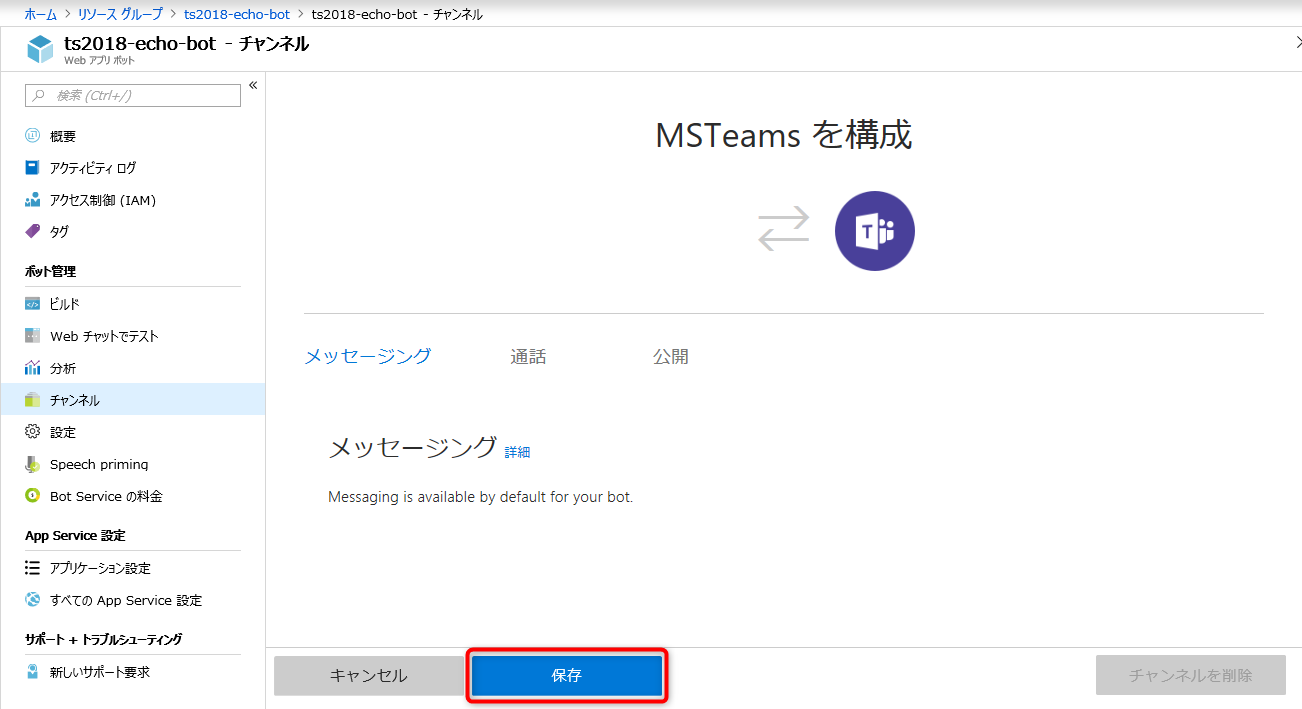 ホーム > リソース グループ > ts2018-echo-bot > ts2018-echo-bot - チャンネル
ts2018-echo-bot - チャンネル
Web アプリ ボット
検索 (Ctrl+/)
概要
アクティビティ ログ
アクセス制御 (IAM)
タグ
ボット管理
ビルド
Web チャットでテスト
分析
チャンネル
設定
Speech priming
Bot Service の料金
App Service 設定
アプリケーション設定
すべての App Service 設定
サポート + トラブルシューティング
新しいサポート要求
MSTeams を構成
T
メッセージング 通話 公開
メッセージング 詳細
Messaging is available by default for your bot.
キャンセル 保存 チャンネルを削除